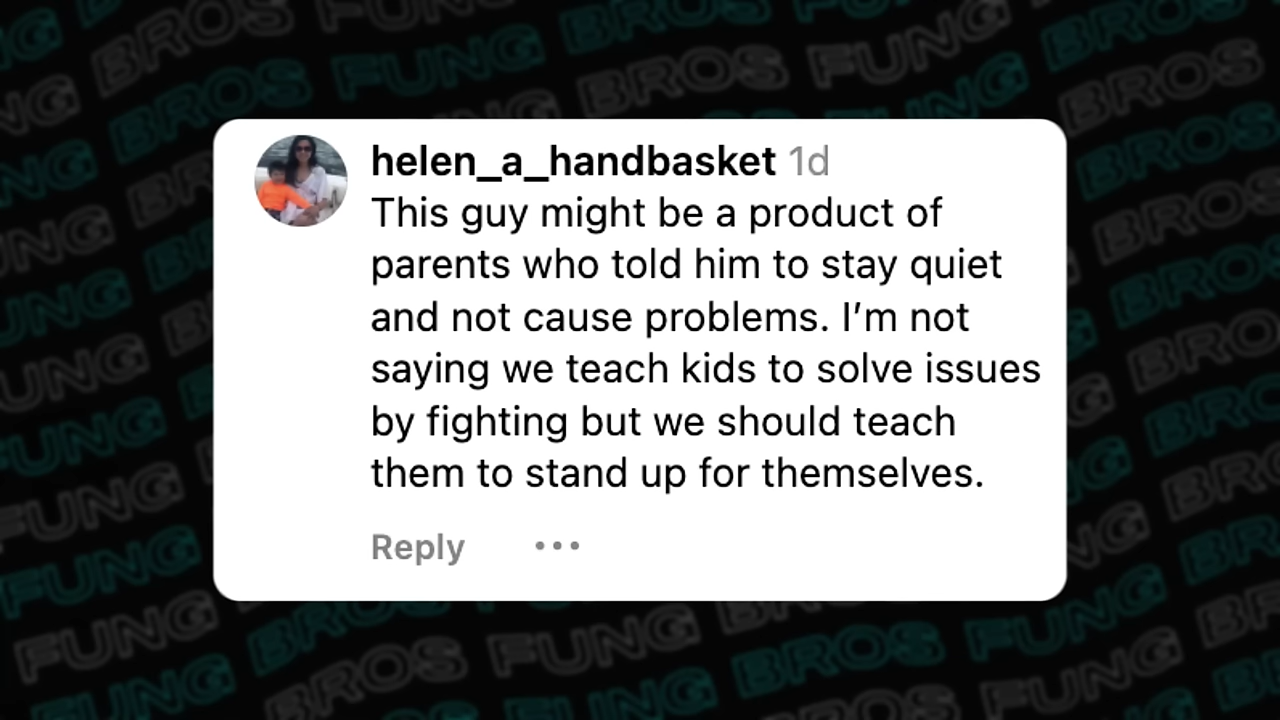 helen_a_handbasket 1d
This guy might be a product of
parents who told him to stay quiet
and not cause problems. I’m not
saying we teach kids to solve issues
by fighting but we should teach
them to stand up for themselves.
Reply •••
FUNG BROS